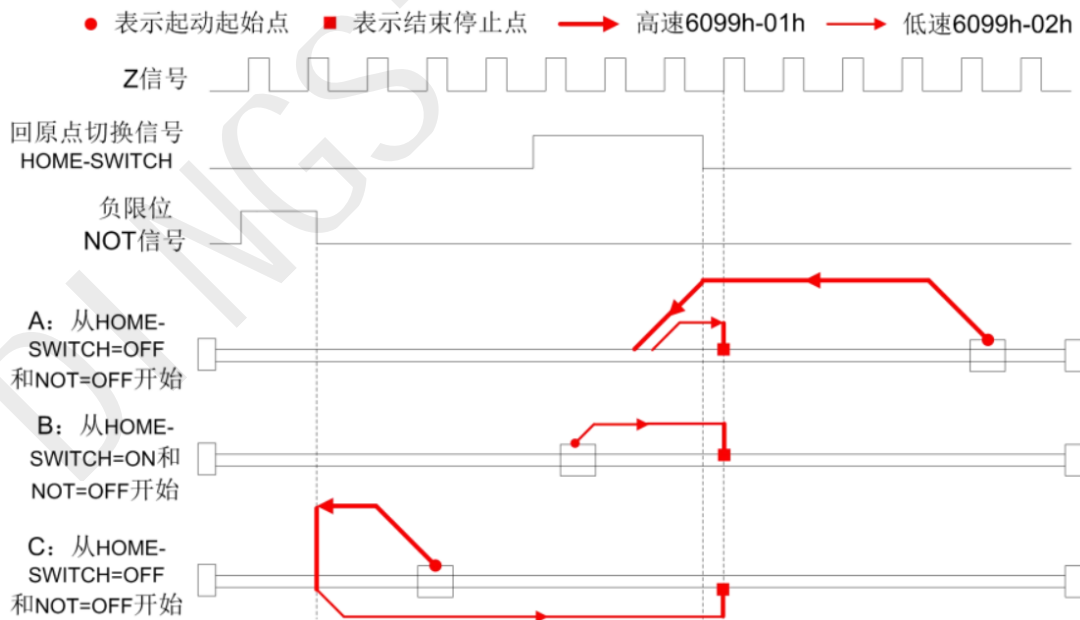 表示起动起始点 表示结束停止点 高速6099h-01h 低速6099h-02h
Z信号
回原点切换信号
HOME-SWITCH
负限位
NOT信号
A：从HOME-
SWITCH=OFF
和NOT=OFF开始
B：从HOME-
SWITCH=ON和
NOT=OFF开始
C：从HOME-
SWITCH=OFF
和NOT=OFF开始
DINGS